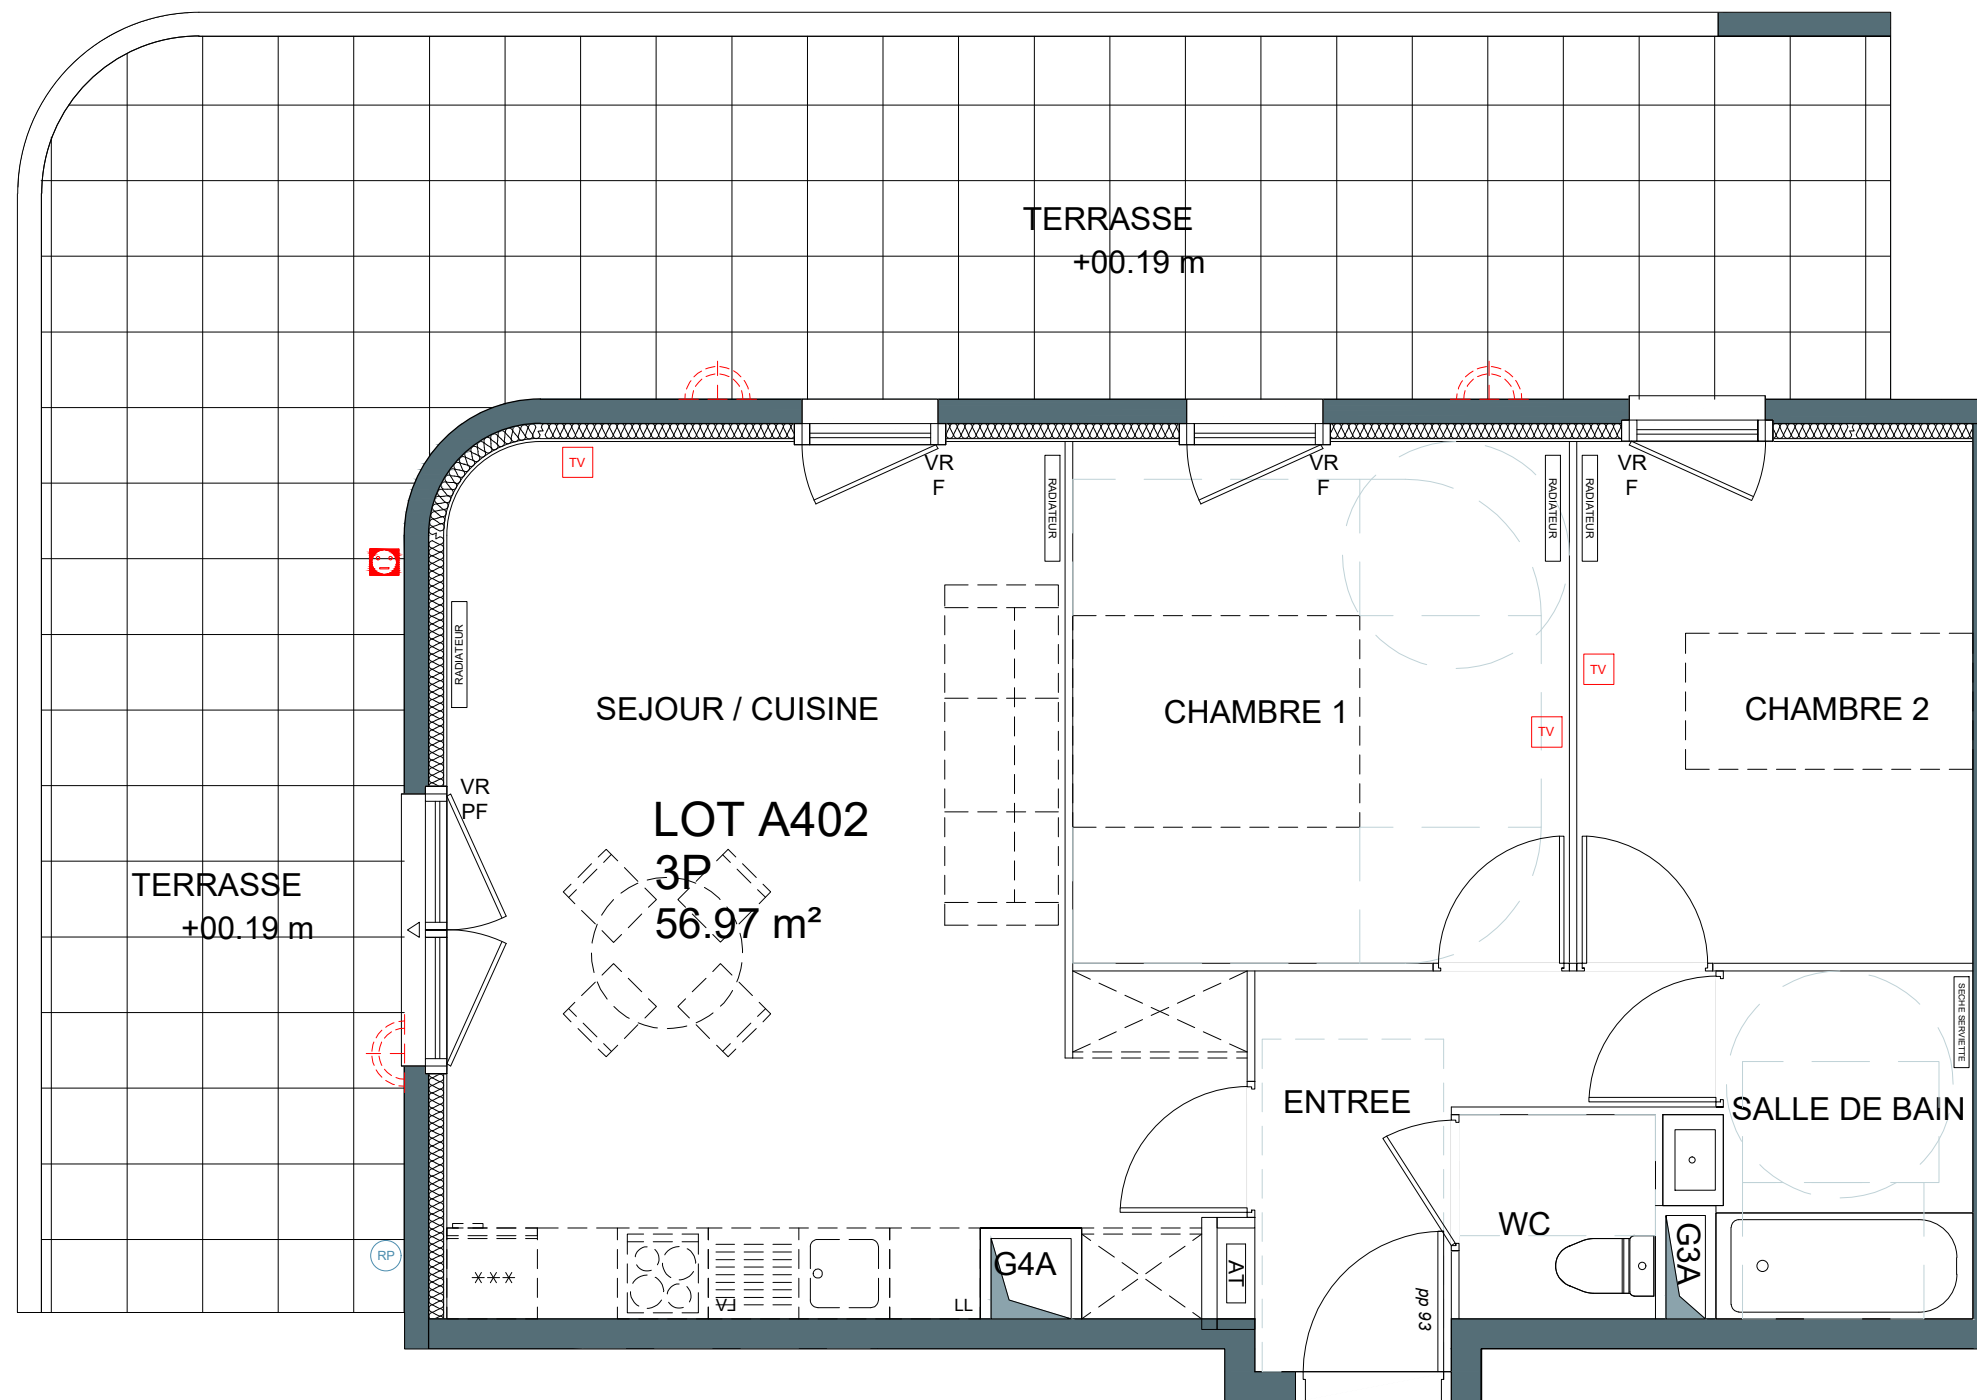 TERRASSE
+00.19 m
TV
VR
F
RADIATEUR
VR
F
RADIATEUR
RADIATEUR
VR
F
RADIATEUR
SEJOUR / CUISINE
CHAMBRE 1
TV
TV
CHAMBRE 2
VR
PF
LOT A402
3P
56.97 m²
TERRASSE
+00.19 m
SECHE SERVIETTE
ENTREE
SALLE DE BAIN
WC
RP
***
VJ
LL
G4A
AT
pp 93
G3A